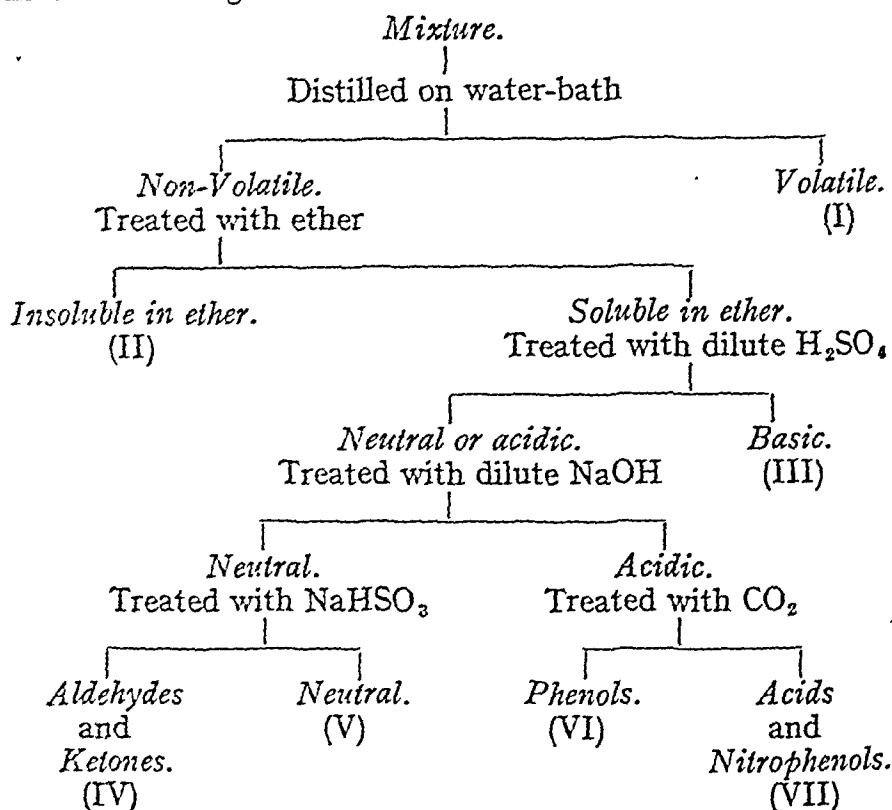 Mixture.
Distilled on water-bath
Non-Volatile.
Treated with ether
Volatile.
(I)
Insoluble in ether.
(II)
Soluble in ether.
Treated with dilute H₂SO₄
Neutral or acidic.
Treated with dilute NaOH
Basic.
(III)
Neutral.
Treated with NaHSO₃
Acidic.
Treated with CO₂
Aldehydes
and
Ketones.
(IV)
Neutral.
(V)
Phenols.
(VI)
Acids
and
Nitrophenols.
(VII)